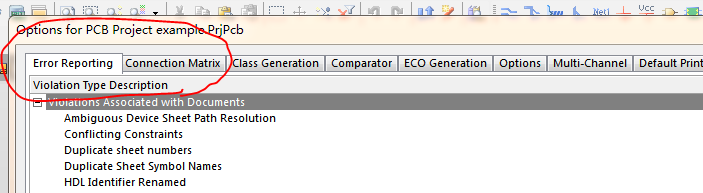 Netl Vcc
Options for PCB Project example.PrjPcb
Error Reporting Connection Matrix Class Generation Comparator ECO Generation Options Multi-Channel Default Print
Violation Type Description
Violations Associated with Documents
Ambiguous Device Sheet Path Resolution
Conflicting Constraints
Duplicate sheet numbers
Duplicate Sheet Symbol Names
HDL Identifier Renamed